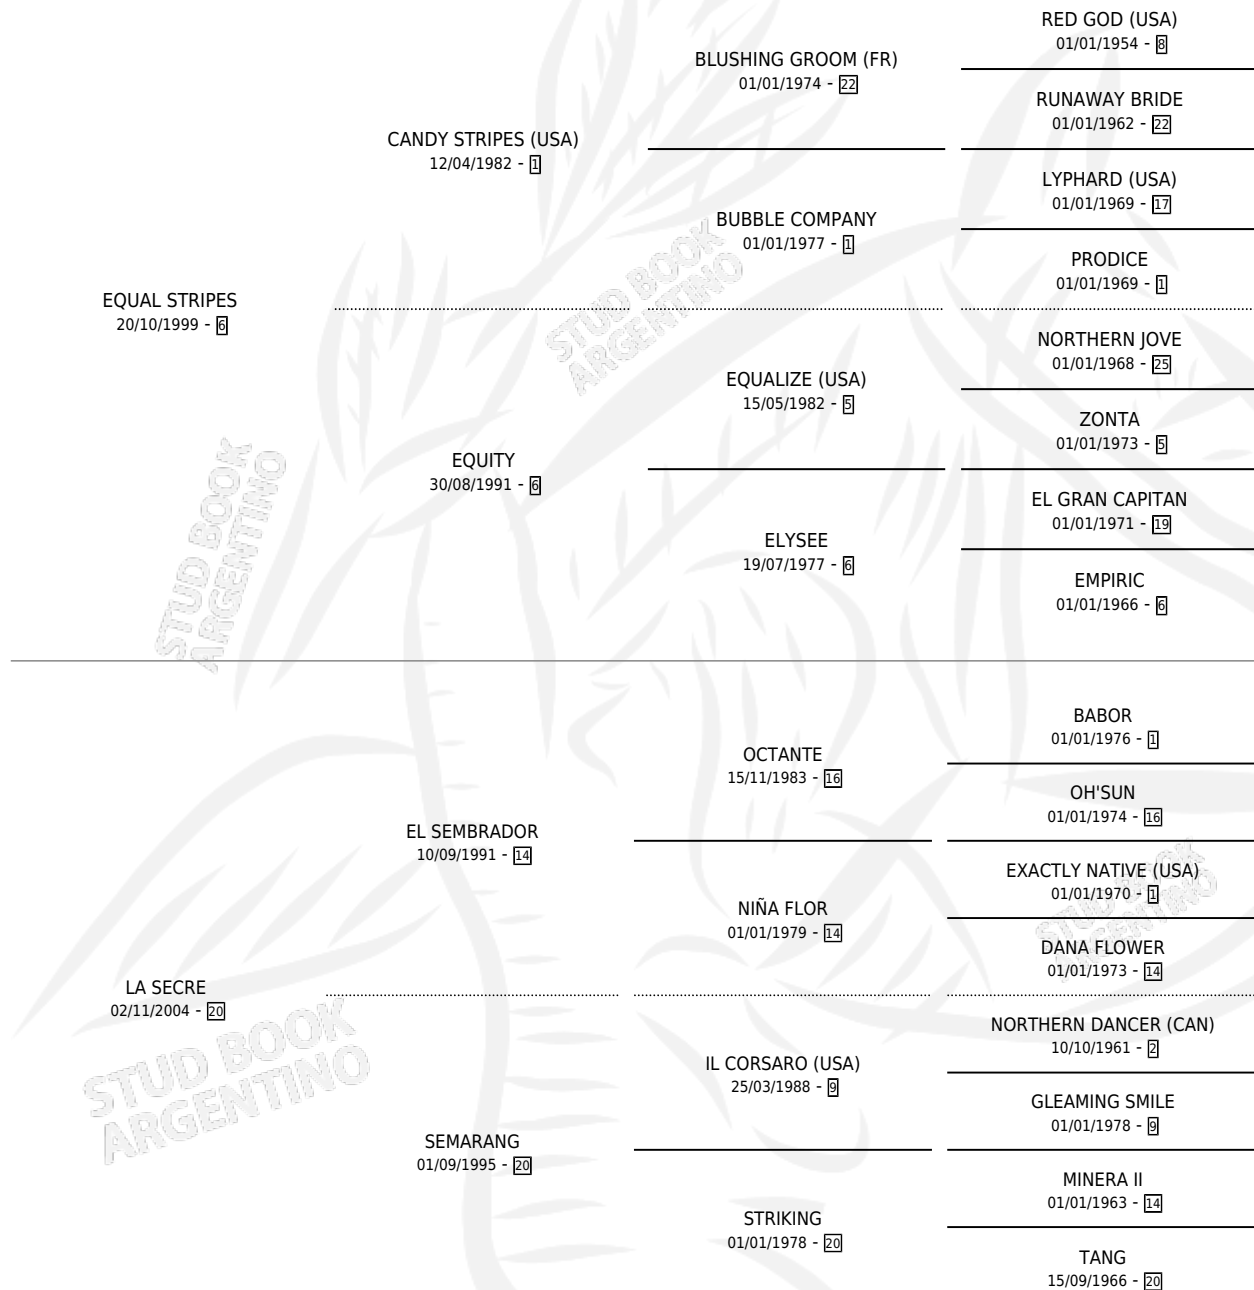 RED GOD (USA)
01/01/1954 - 8
BLUSHING GROOM (FR)
01/01/1974 - 22
RUNAWAY BRIDE
01/01/1962 - 22
CANDY STRIPES (USA)
12/04/1982 - 1
LYPHARD (USA)
01/01/1969 - 17
BUBBLE COMPANY
01/01/1977 - 1
PRODICE
01/01/1969 - 1
EQUAL STRIPES
20/10/1999 - 6
STUD BOOK
ARGENTINO
NORTHERN JOVE
01/01/1968 - 25
EQUALIZE (USA)
15/05/1982 - 5
ZONTA
01/01/1973 - 5
EQUITY
30/08/1991 - 6
EL GRAN CAPITAN
01/01/1971 - 19
ELYSEE
19/07/1977 - 6
EMPIRIC
01/01/1966 - 6
STUD BOOK
ARGENTINO
BABOR
01/01/1976 - 1
OCTANTE
15/11/1983 - 16
OH'SUN
01/01/1974 - 16
EL SEMBRADOR
10/09/1991 - 14
EXACTLY NATIVE (USA)
01/01/1970 - 1
NIÑA FLOR
01/01/1979 - 14
STUD BOOK
ARGENTINO
DANA FLOWER
01/01/1973 - 14
LA SECRE
02/11/2004 - 20
STUD BOOK
ARGENTINO
NORTHERN DANCER (CAN)
10/10/1961 - 2
IL CORSARO (USA)
25/03/1988 - 9
GLEAMING SMILE
01/01/1978 - 9
SEMARANG
01/09/1995 - 20
MINERA II
01/01/1963 - 14
STRIKING
01/01/1978 - 20
TANG
15/09/1966 - 20